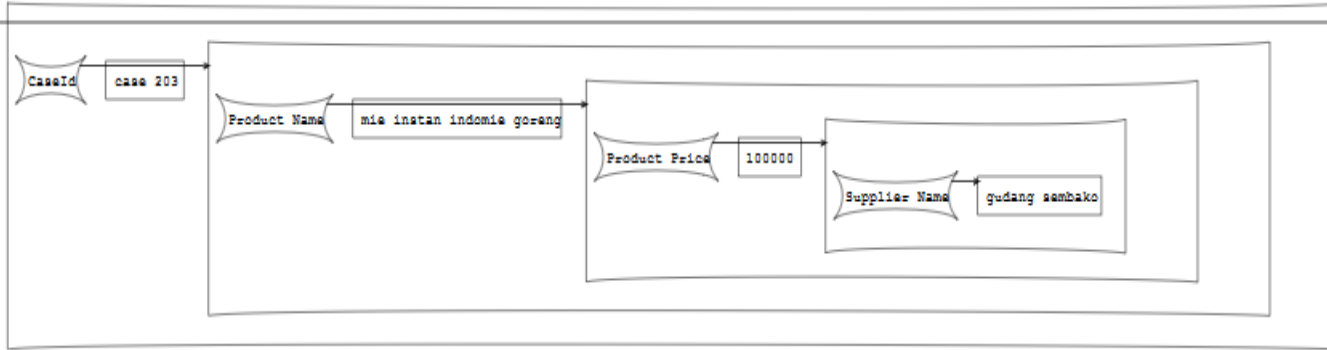 CaseId
case 203
Product Name
mie instan indomie goreng
Product Price
100000
Supplier Name
gudang sembako